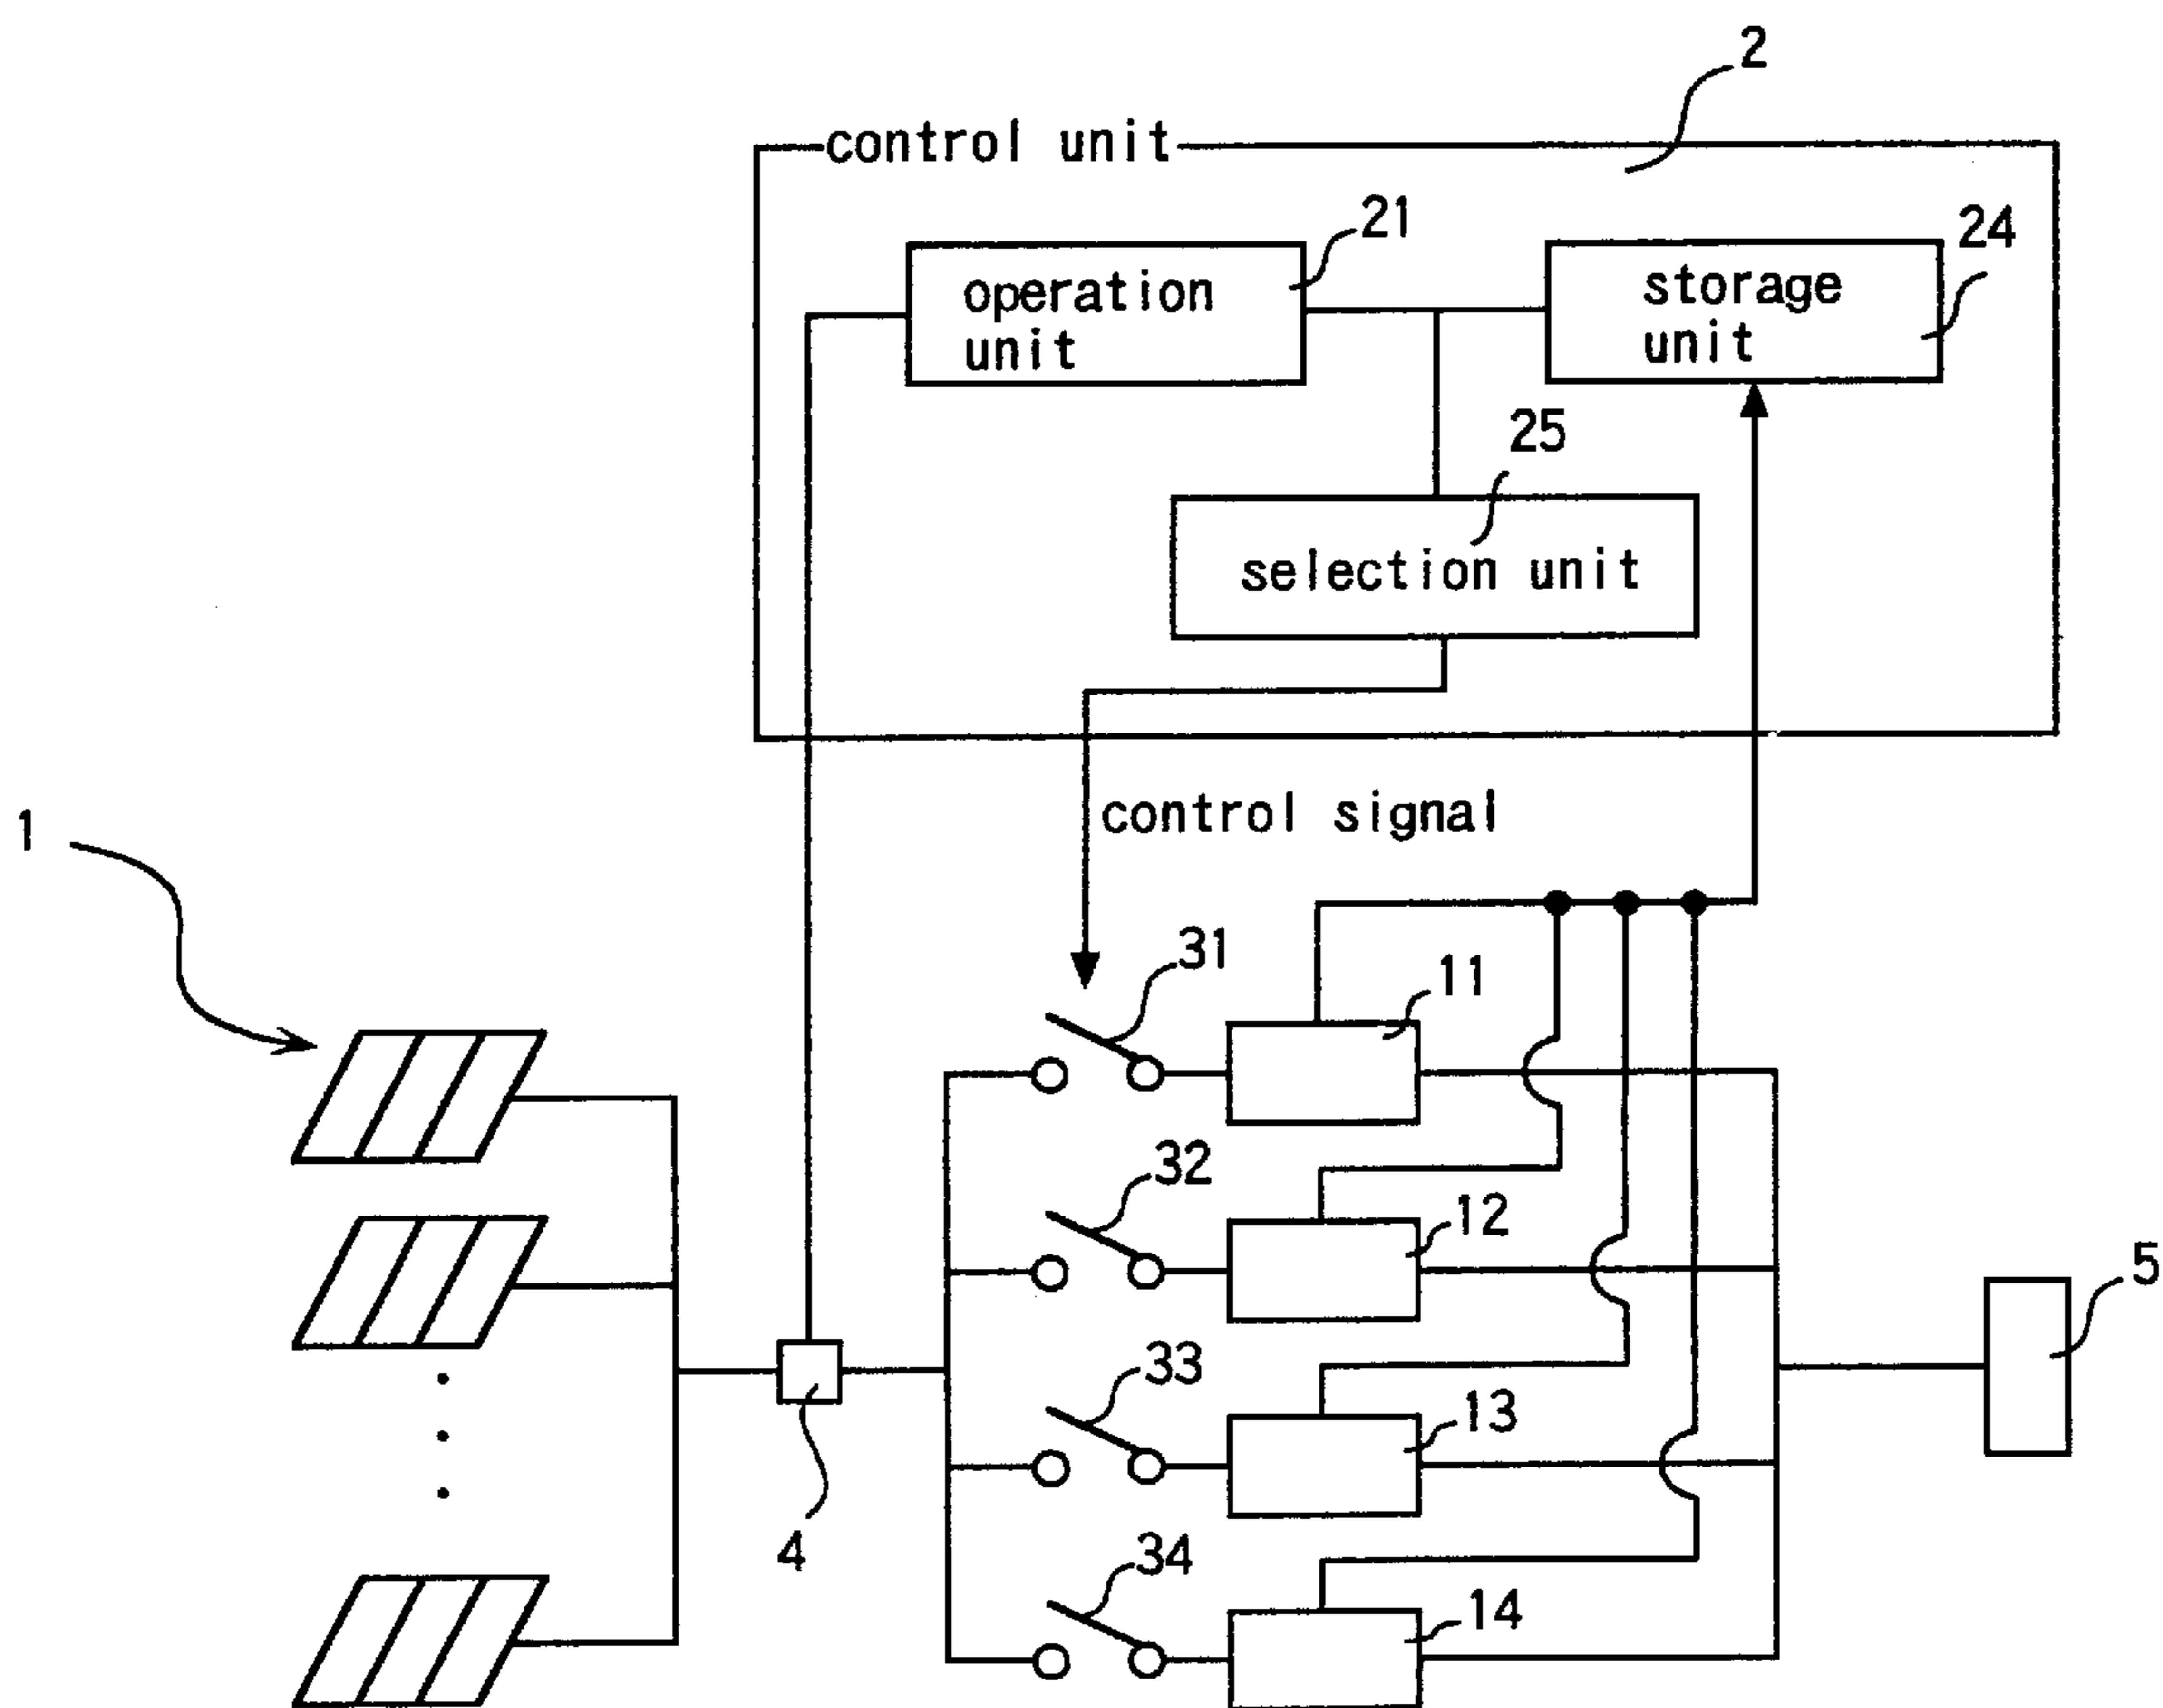 2
control unit
21
24
operation
unit
storage
unit
25
selection unit
1
control signal
31
11
32
12
5
33
13
4
34
14